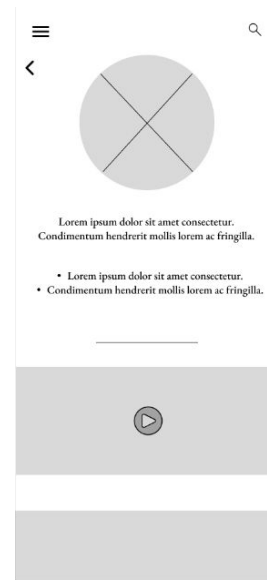 Lorem ipsum dolor sit amet consectetur.
Condimentum hendrerit mollis lorem ac fringilla.
• Lorem ipsum dolor sit amet consectetur.
• Condimentum hendrerit mollis lorem ac fringilla.